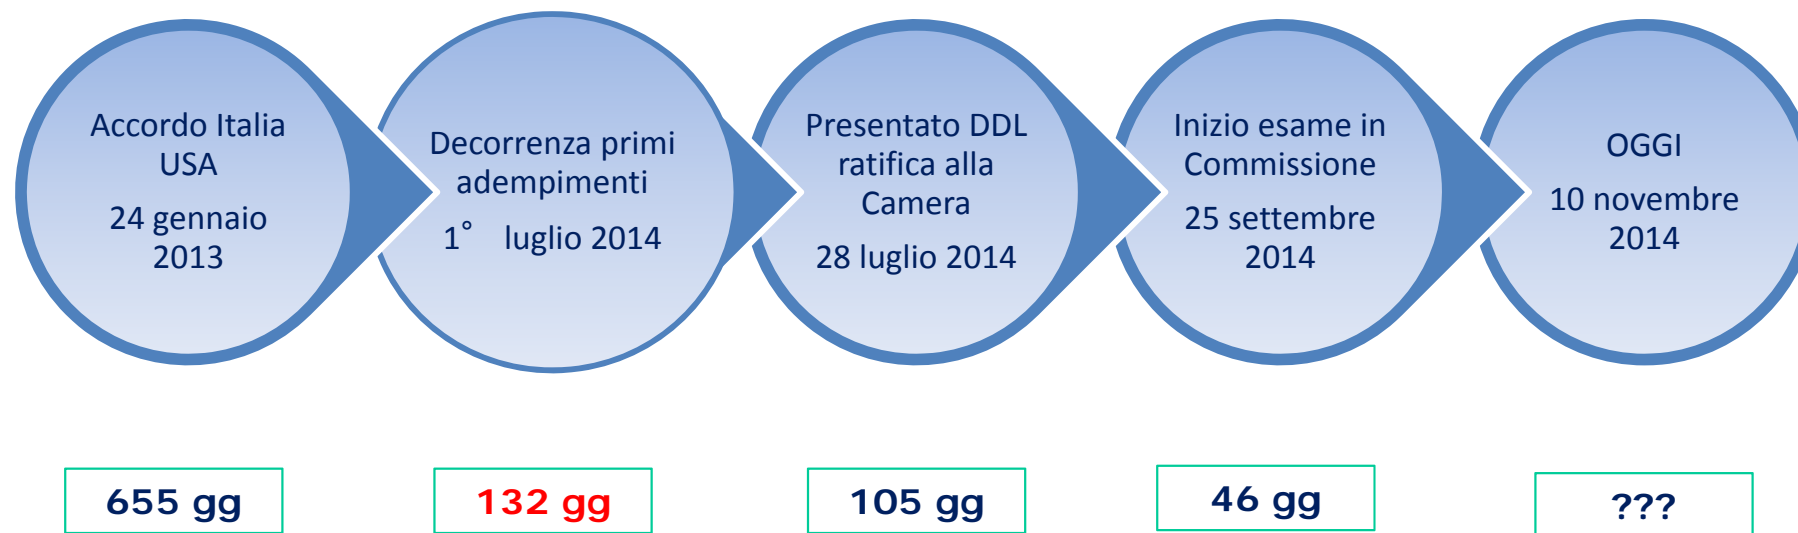 Accordo Italia
USA
24 gennaio
2013
Decorrenza primi
adempimenti
1° luglio 2014
Presentato DDL
ratifica alla
Camera
28 luglio 2014
Inizio esame in
Commissione
25 settembre
2014
OGGI
10 novembre
2014
655 gg
132 gg
105 gg
46 gg
???